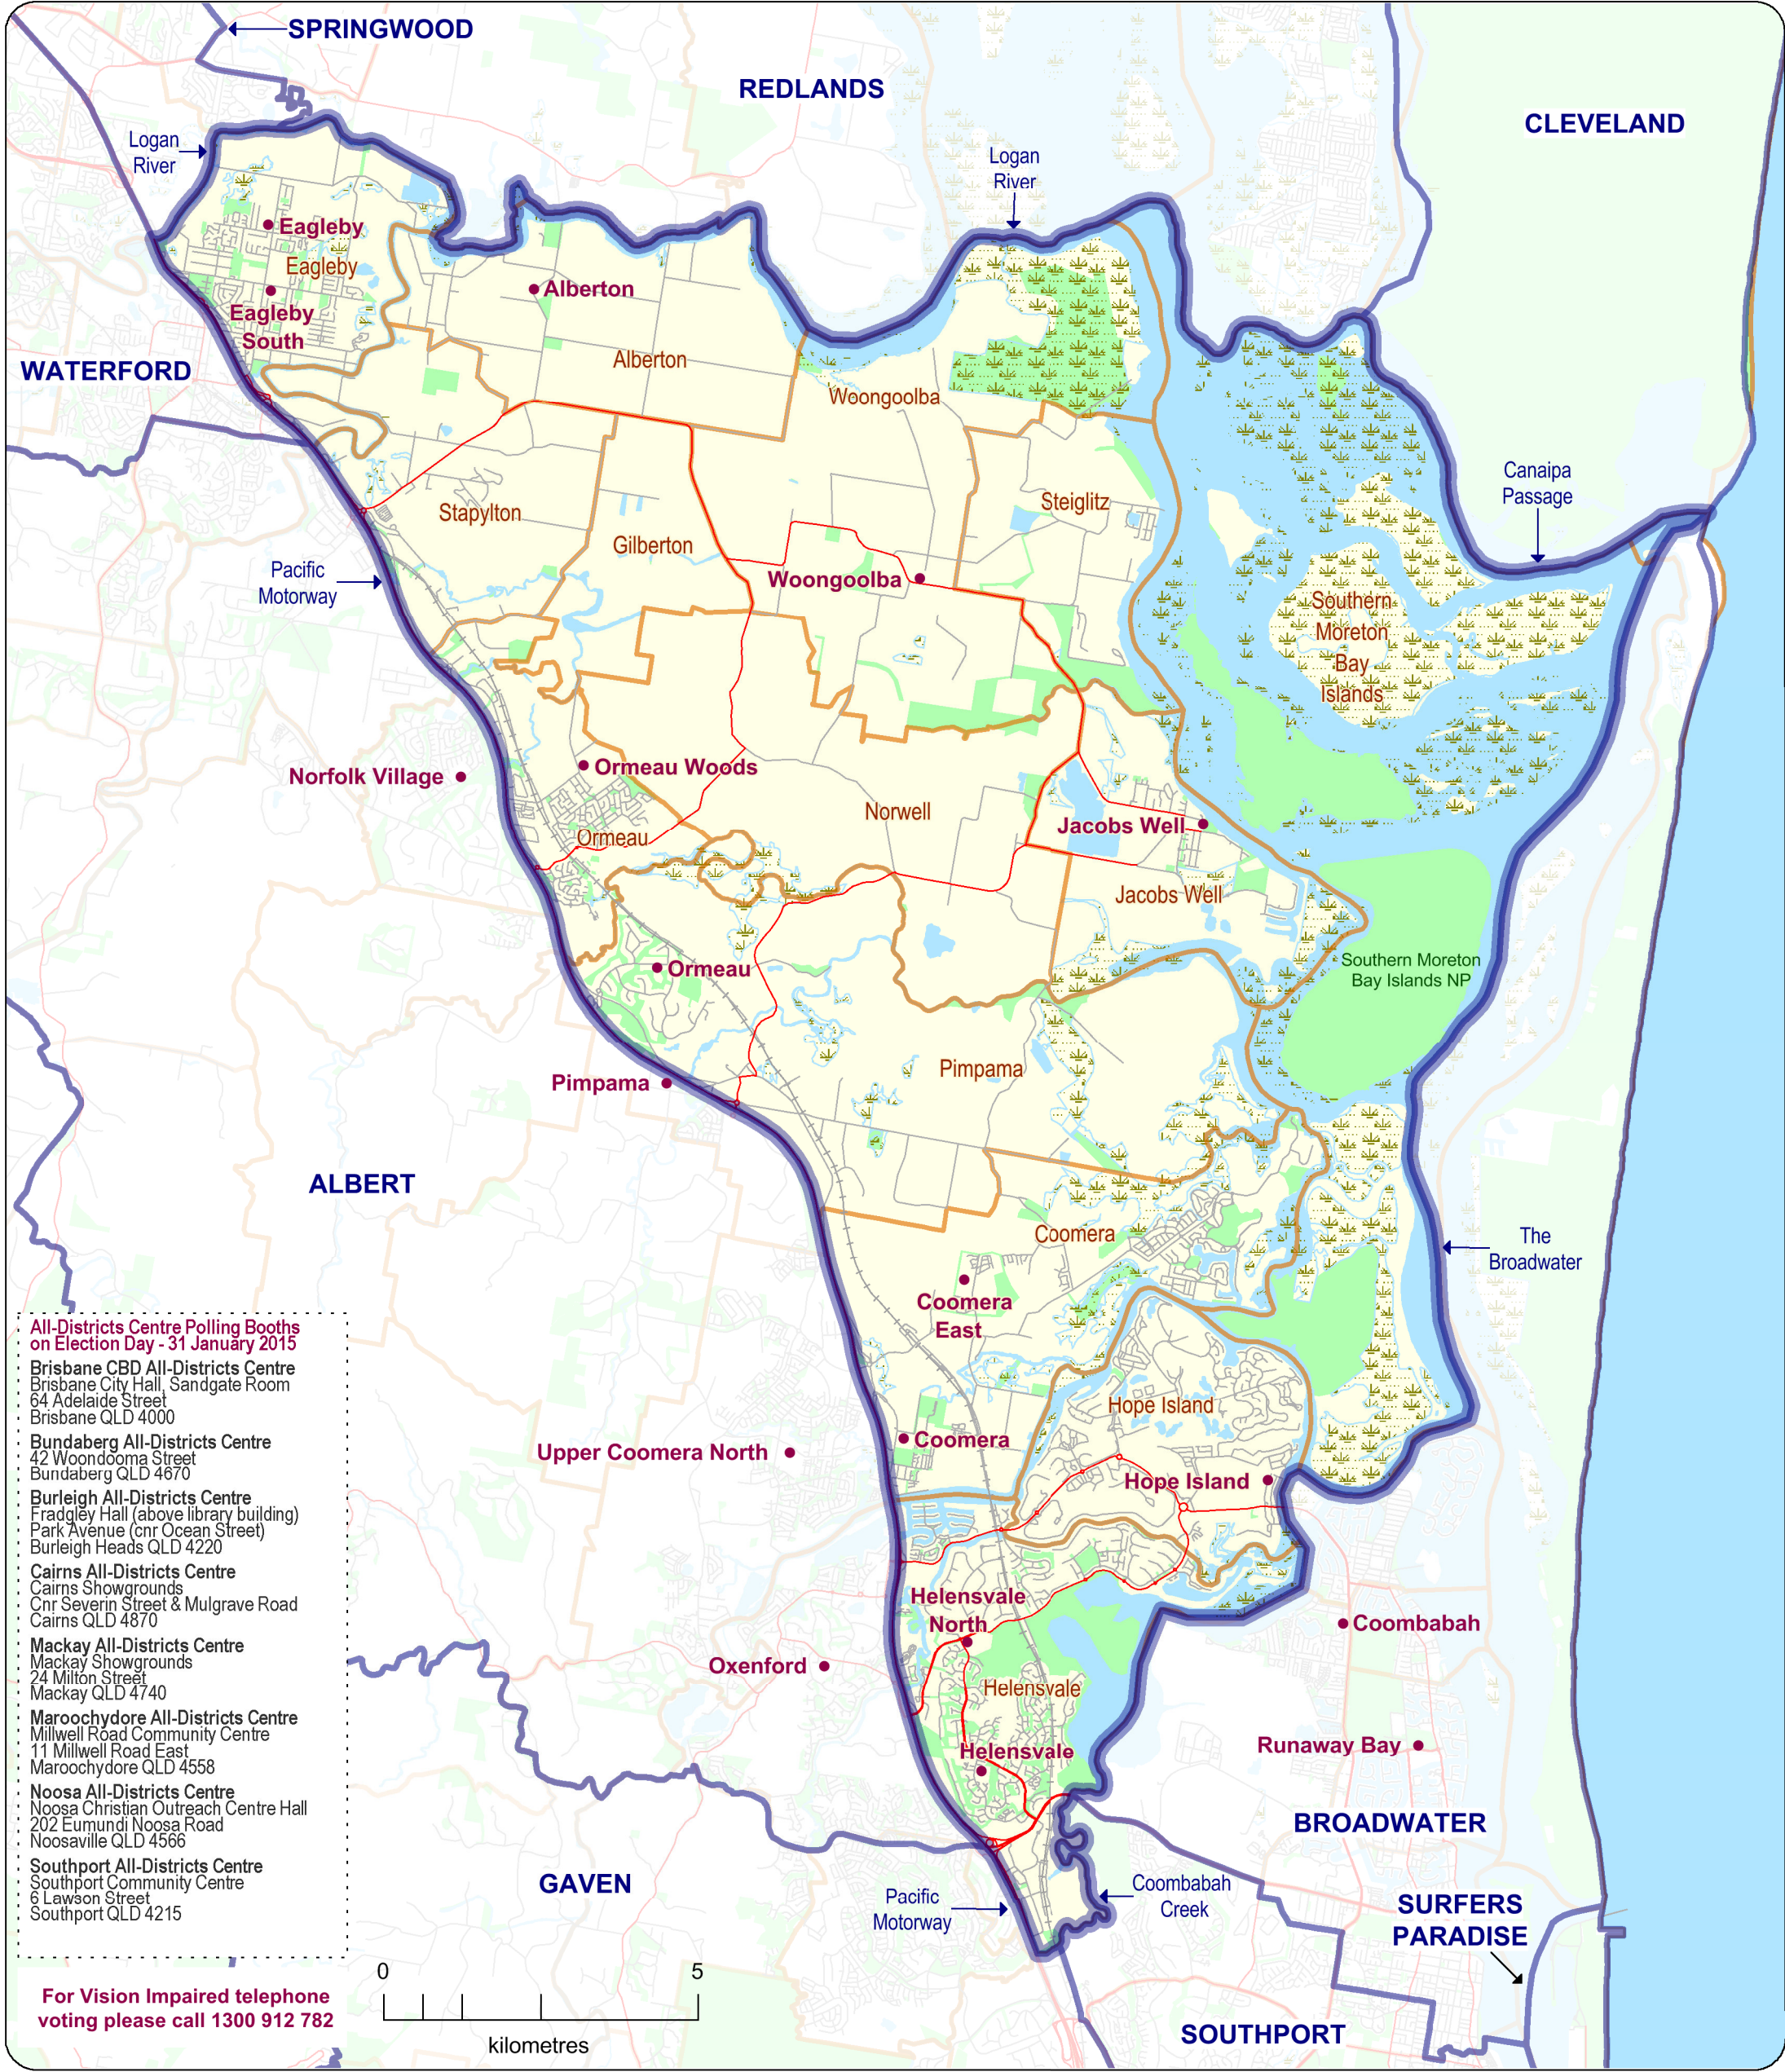 SPRINGWOOD
REDLANDS
CLEVELAND
Logan
River
Logan
River
Eagleby
Eagleby
Eagleby
South
Alberton
Alberton
WATERFORD
Woongoolba
Canaipa
Passage
Steiglitz
Stapylton
Gilberton
Pacific
Motorway
Woongoolba
Southern
Moreton
Bay
Islands
Norfolk Village
Ormeau Woods
Ormeau
Norwell
Jacobs Well
Jacobs Well
Southern Moreton
Bay Islands NP
Ormeau
Pimpama
Pimpama
ALBERT
Coomera
The
Broadwater
Coomera
East
Hope Island
Coomera
Upper Coomera North
Hope Island
Helensvale
North
Coombabah
Oxenford
Helensvale
Helensvale
Runaway Bay
BROADWATER
GAVEN
Pacific
Motorway
Coombabah
Creek
SURFERS
PARADISE
SOUTHPORT
All-Districts Centre Polling Booths
on Election Day - 31 January 2015
Brisbane CBD All-Districts Centre
Brisbane City Hall, Sandgate Room
64 Adelaide Street
Brisbane QLD 4000
Bundaberg All-Districts Centre
42 Woondooma Street
Bundaberg QLD 4670
Burleigh All-Districts Centre
Fradgley Hall (above library building)
Park Avenue (cnr Ocean Street)
Burleigh Heads QLD 4220
Cairns All-Districts Centre
Cairns Showgrounds
Cnr Severin Street & Mulgrave Road
Cairns QLD 4870
Mackay All-Districts Centre
Mackay Showgrounds
24 Milton Street
Mackay QLD 4740
Maroochydore All-Districts Centre
Millwell Road Community Centre
11 Millwell Road East
Maroochydore QLD 4558
Noosa All-Districts Centre
Noosa Christian Outreach Centre Hall
202 Eumundi Noosa Road
Noosaville QLD 4566
Southport All-Districts Centre
Southport Community Centre
6 Lawson Street
Southport QLD 4215
For Vision Impaired telephone
voting please call 1300 912 782
0 5
kilometres